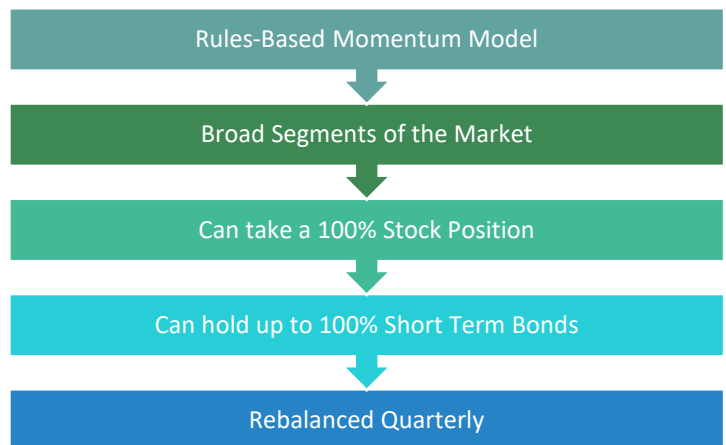 Rules-Based Momentum Model
Broad Segments of the Market
Can take a 100% Stock Position
Can hold up to 100% Short Term Bonds
Rebalanced Quarterly